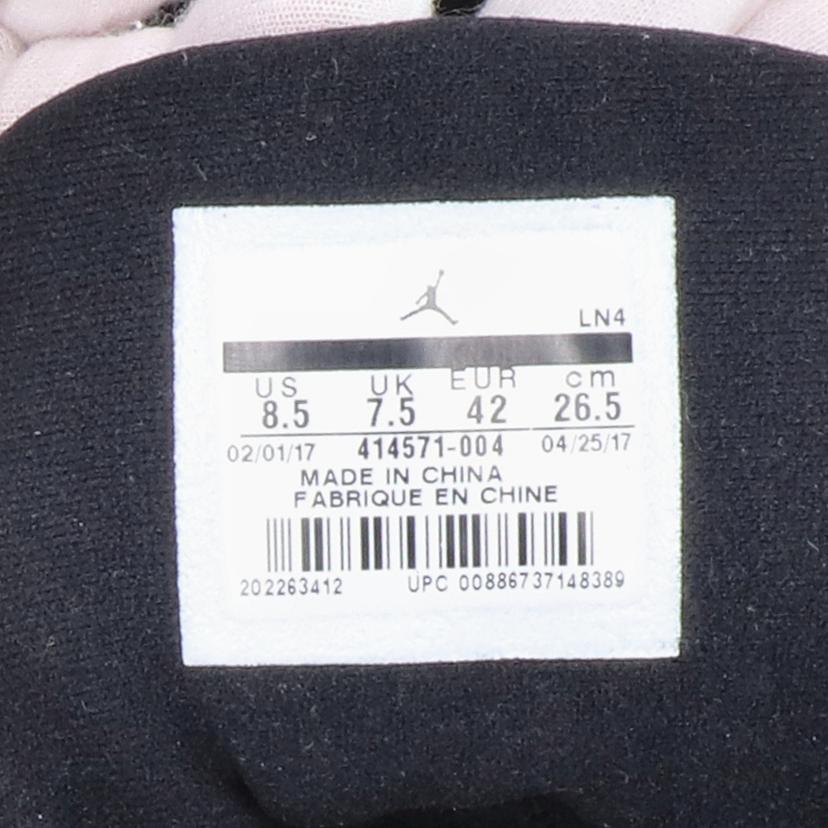 LN4
US UK EUR cm
8.5 7.5 42 26.5
02/01/17 414571-004 04/25/17
MADE IN CHINA
FABRIQUE EN CHINE
202263412 UPC 00886737148389